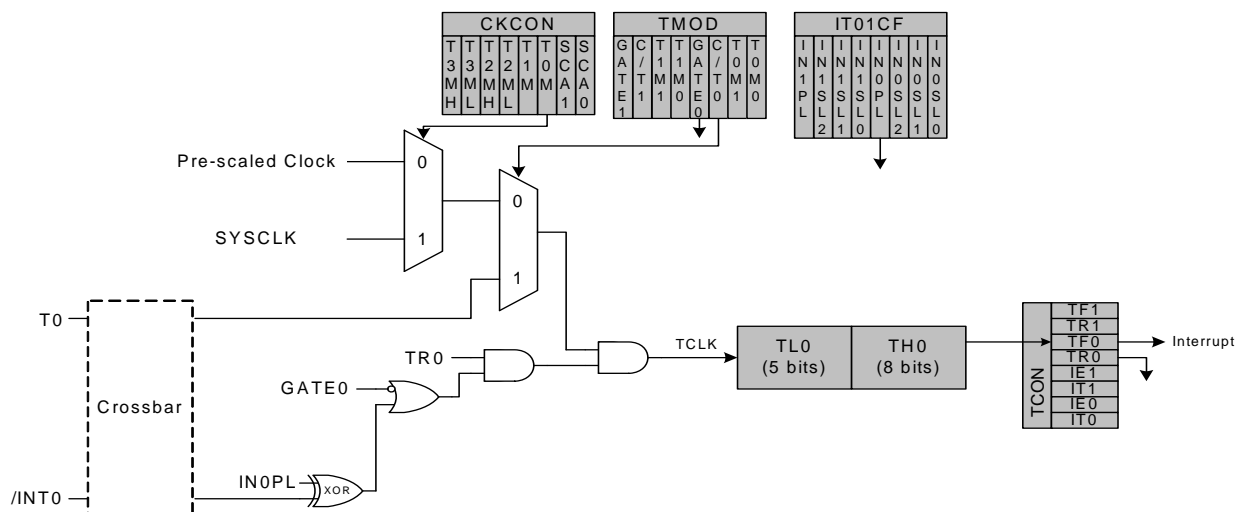 CKCON
TMOD
IT01CF
T3MH
T3ML
T2MH
T2ML
T1M
T0M
SCA1
SCA0
GATE1
C/T1
T1M1
T1M0
GATE0
C/T0
T0M1
T0M0
IN1PL
IN1SL2
IN1SL1
IN1SL0
IN0PL
IN0SL2
IN0SL1
IN0SL0
Pre-scaled Clock
0
SYSCLK
1
0
1
T0
Crossbar
/INT0
TR0
GATE0
IN0PL
XOR
TCLK
TL0
(5 bits)
TH0
(8 bits)
TCON
TF1
TR1
TF0
TR0
IE1
IT1
IE0
IT0
Interrupt